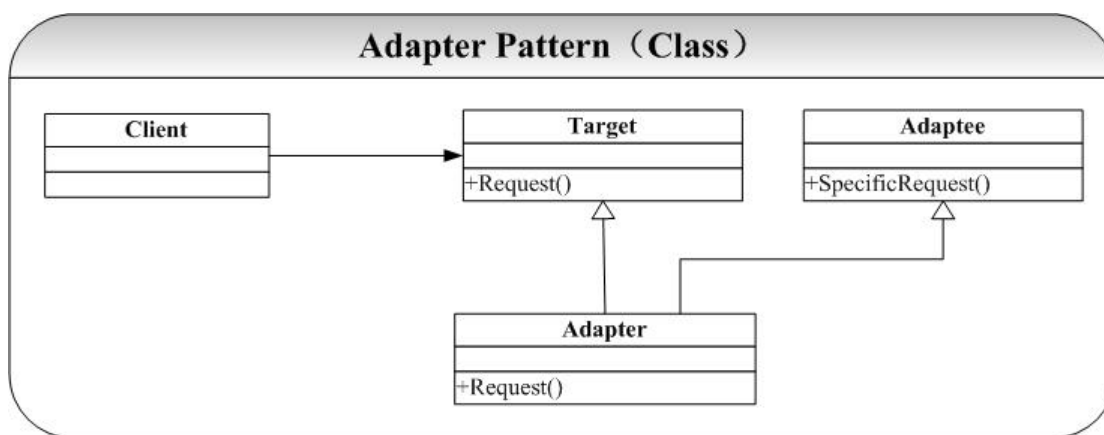 Adapter Pattern（Class）
Client
Target
Adaptee
+Request()
+SpecificRequest()
Adapter
+Request()